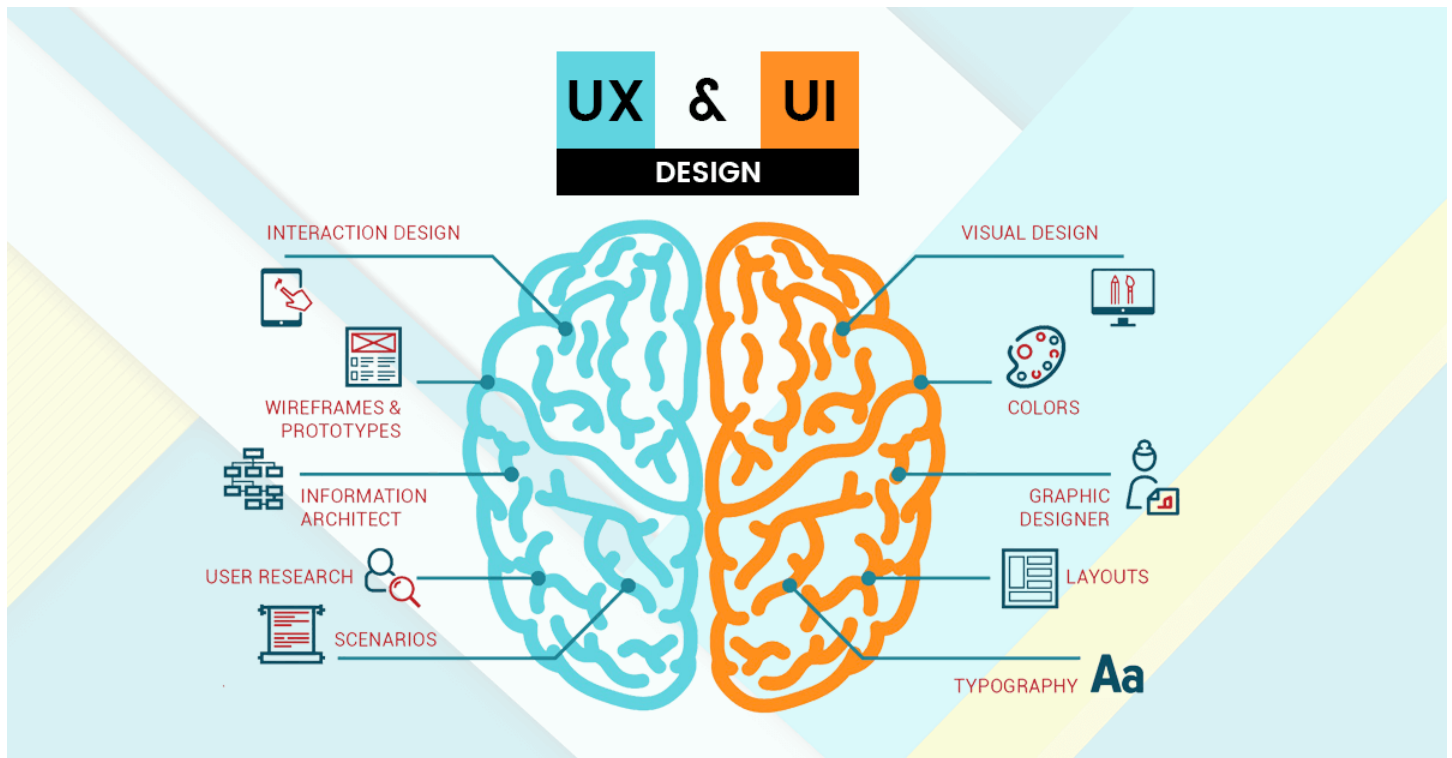 UX & UI
DESIGN
INTERACTION DESIGN
WIREFRAMES &
PROTOTYPES
INFORMATION
ARCHITECT
USER RESEARCH
SCENARIOS
VISUAL DESIGN
COLORS
GRAPHIC
DESIGNER
LAYOUTS
TYPOGRAPHY
Aa